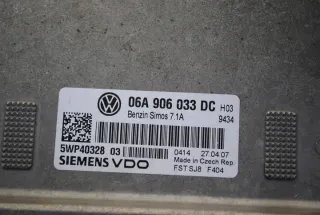 06A 906 033 DC H03
Benzin Simos 7.1A 9434
5WP40328 03 0414 27.04.07
Made in Czech Rep.
SIEMENS VDO FST SJ8 F404